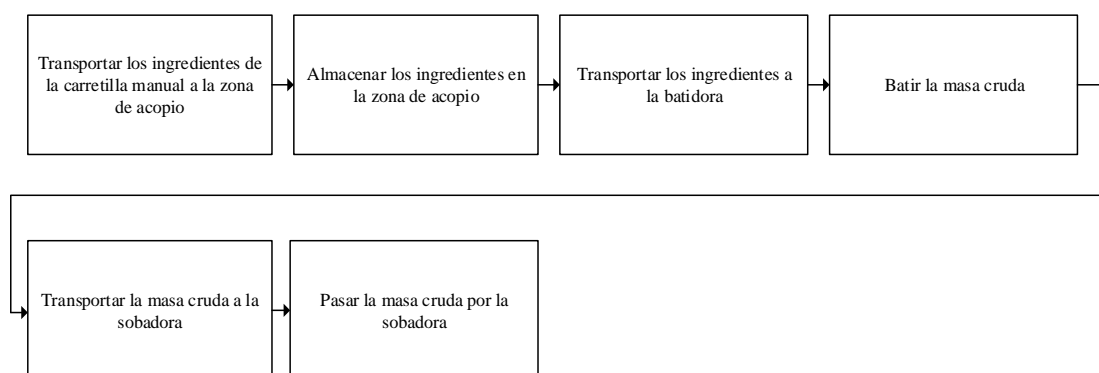 Transportar los ingredientes de
la carretilla manual a la zona
de acopio
Almacenar los ingredientes en
la zona de acopio
Transportar los ingredientes a
la batidora
Batir la masa cruda
Transportar la masa cruda a la
sobadora
Pasar la masa cruda por la
sobadora